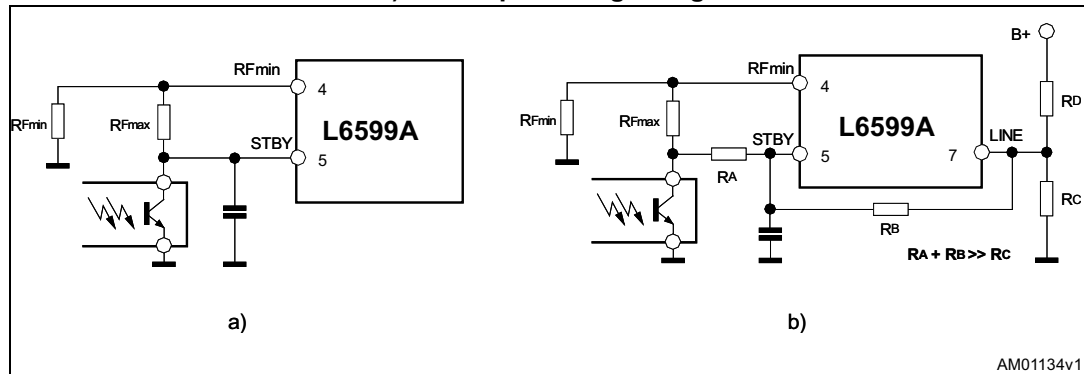 RFmin
4
RFmin
RFmax
L6599A
STBY
5
a)
B+
RFmin
4
RD
RFmin
RFmax
L6599A
STBY
LINE
5
7
RA
RC
RB
RA + RB >> RC
b)
AM01134v1